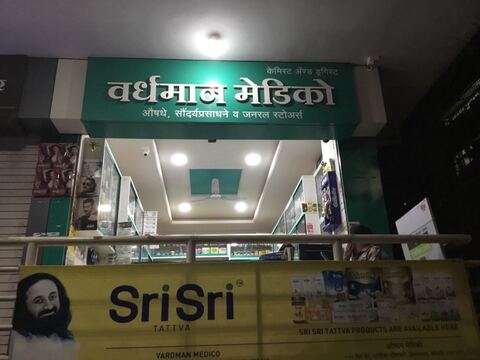 केमिस्ट ॲण्ड ड्रगिस्ट
वर्धमान मेडिको
औषधे, सौंदर्यप्रसाधने व जनरल स्टोअर्स
SriSri
TATTVA
SRI SRI TATTVA PRODUCTS ARE AVAILABLE HERE
VARDMAN MEDICO